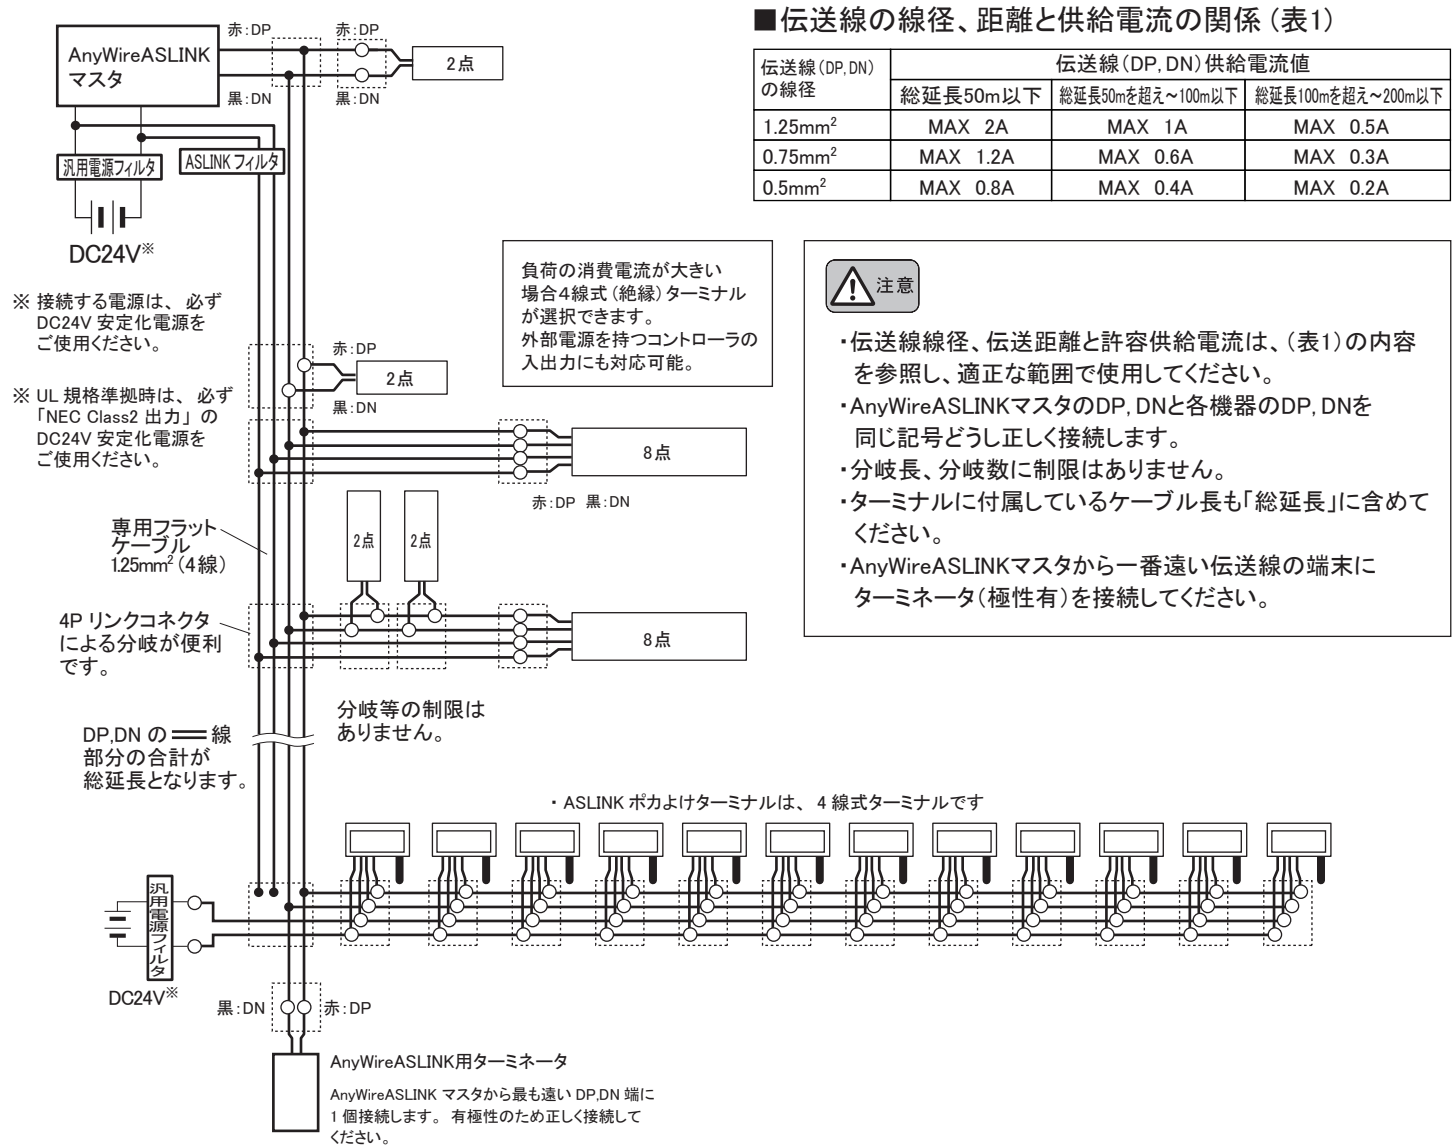 ■伝送線の線径、距離と供給電流の関係（表1）
伝送線（DP, DN）
の線径
伝送線（DP, DN）供給電流値
総延長50m以下
総延長50mを超え～100m以下
総延長100mを超え～200m以下
1.25mm²
MAX 2A
MAX 1A
MAX 0.5A
0.75mm²
MAX 1.2A
MAX 0.6A
MAX 0.3A
0.5mm²
MAX 0.8A
MAX 0.4A
MAX 0.2A
AnyWireASLINK
マスタ
赤:DP
黒:DN
赤:DP
黒:DN
2点
汎用電源フィルタ
ASLINK フィルタ
DC24V※
※ 接続する電源は、必ず
DC24V 安定化電源を
ご使用ください。
※ UL 規格準拠時は、必ず
「NEC Class2 出力」の
DC24V 安定化電源を
ご使用ください。
負荷の消費電流が大きい
場合4線式（絶縁）ターミナル
が選択できます。
外部電源を持つコントローラの
入出力にも対応可能。
注意
・伝送線線径、伝送距離と許容供給電流は、（表1）の内容
を参照し、適正な範囲で使用してください。
・AnyWireASLINKマスタのDP, DNと各機器のDP, DNを
同じ記号どうし正しく接続します。
・分岐長、分岐数に制限はありません。
・ターミナルに付属しているケーブル長も「総延長」に含めて
ください。
・AnyWireASLINKマスタから一番遠い伝送線の端末に
ターミネータ（極性有）を接続してください。
赤:DP
2点
黒:DN
8点
赤:DP 黒:DN
専用フラット
ケーブル
1.25mm²（4線）
2点
2点
4P リンクコネクタ
による分岐が便利
です。
8点
分岐等の制限は
ありません。
DP,DN の 線
部分の合計が
総延長となります。
・ ASLINK ポカよけターミナルは、 4 線式ターミナルです
汎用電源フィルタ
DC24V※
黒:DN
赤:DP
AnyWireASLINK用ターミネータ
AnyWireASLINK マスタから最も遠い DP,DN 端に
1 個接続します。 有極性のため正しく接続して
ください。